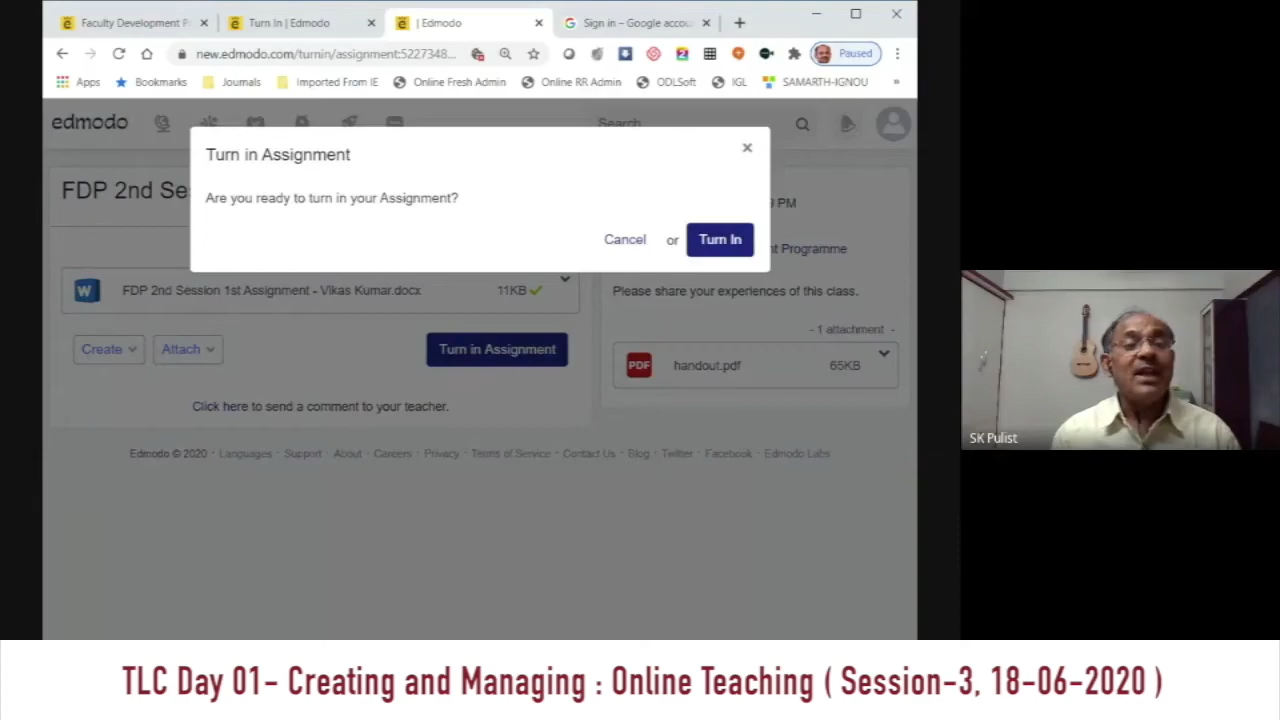 Faculty Development P
Turn In | Edmodo
| Edmodo
Sign in – Google accou
new.edmodo.com/turnin/assignment:5227348...
Paused
Apps
Bookmarks
Journals
Imported From IE
Online Fresh Admin
Online RR Admin
ODLSoft
IGL
SAMARTH-IGNOU
»
edmodo
Search
Turn in Assignment
Are you ready to turn in your Assignment?
Cancel or Turn In
FDP 2nd Se
9 PM
nt Programme
FDP 2nd Session 1st Assignment - Vikas Kumar.docx 11KB
Please share your experiences of this class.
- 1 attachment -
Create
Attach
Turn in Assignment
PDF handout.pdf 65KB
Click here to send a comment to your teacher.
Edmodo © 2020 · Languages · Support · About · Careers · Privacy · Terms of Service · Contact Us · Blog · Twitter · Facebook · Edmodo Labs
SK Pulist
TLC Day 01- Creating and Managing : Online Teaching ( Session-3, 18-06-2020 )